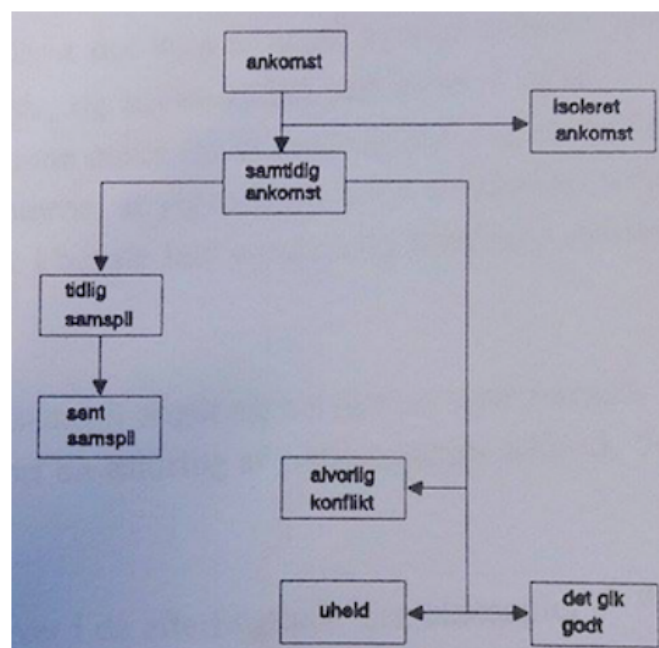 ankomst
isoleret
ankomst
samtidig
ankomst
tidlig
samspil
sent
samspil
alvorlig
konflikt
uheld
det gik
godt